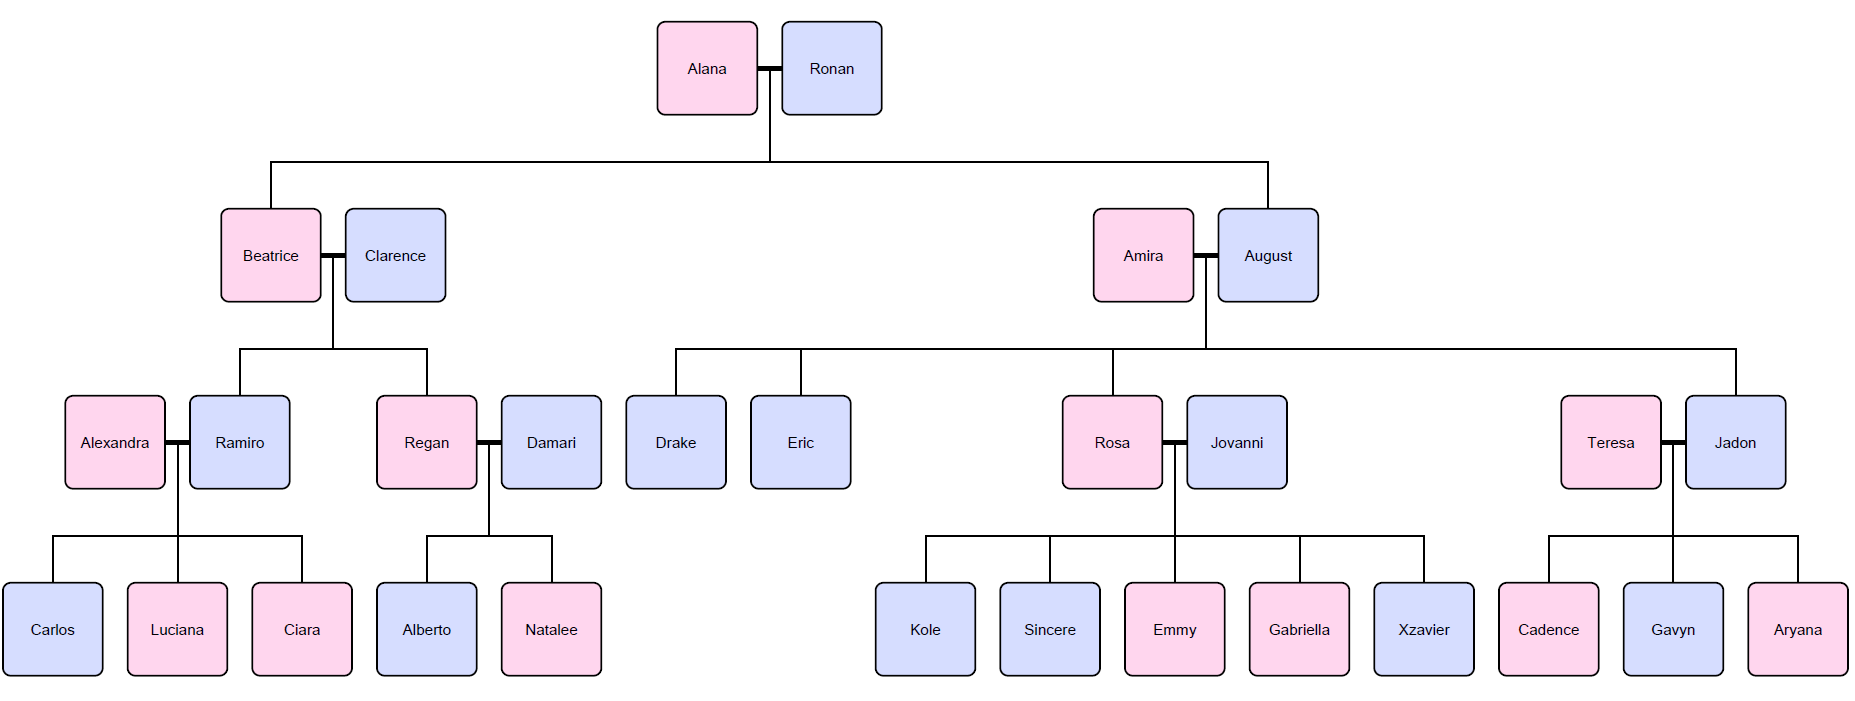 Alana
Ronan
Beatrice
Clarence
Amira
August
Alexandra
Ramiro
Regan
Damari
Drake
Eric
Rosa
Jovanni
Teresa
Jadon
Carlos
Luciana
Ciara
Alberto
Natalee
Kole
Sincere
Emmy
Gabriella
Xzavier
Cadence
Gavyn
Aryana